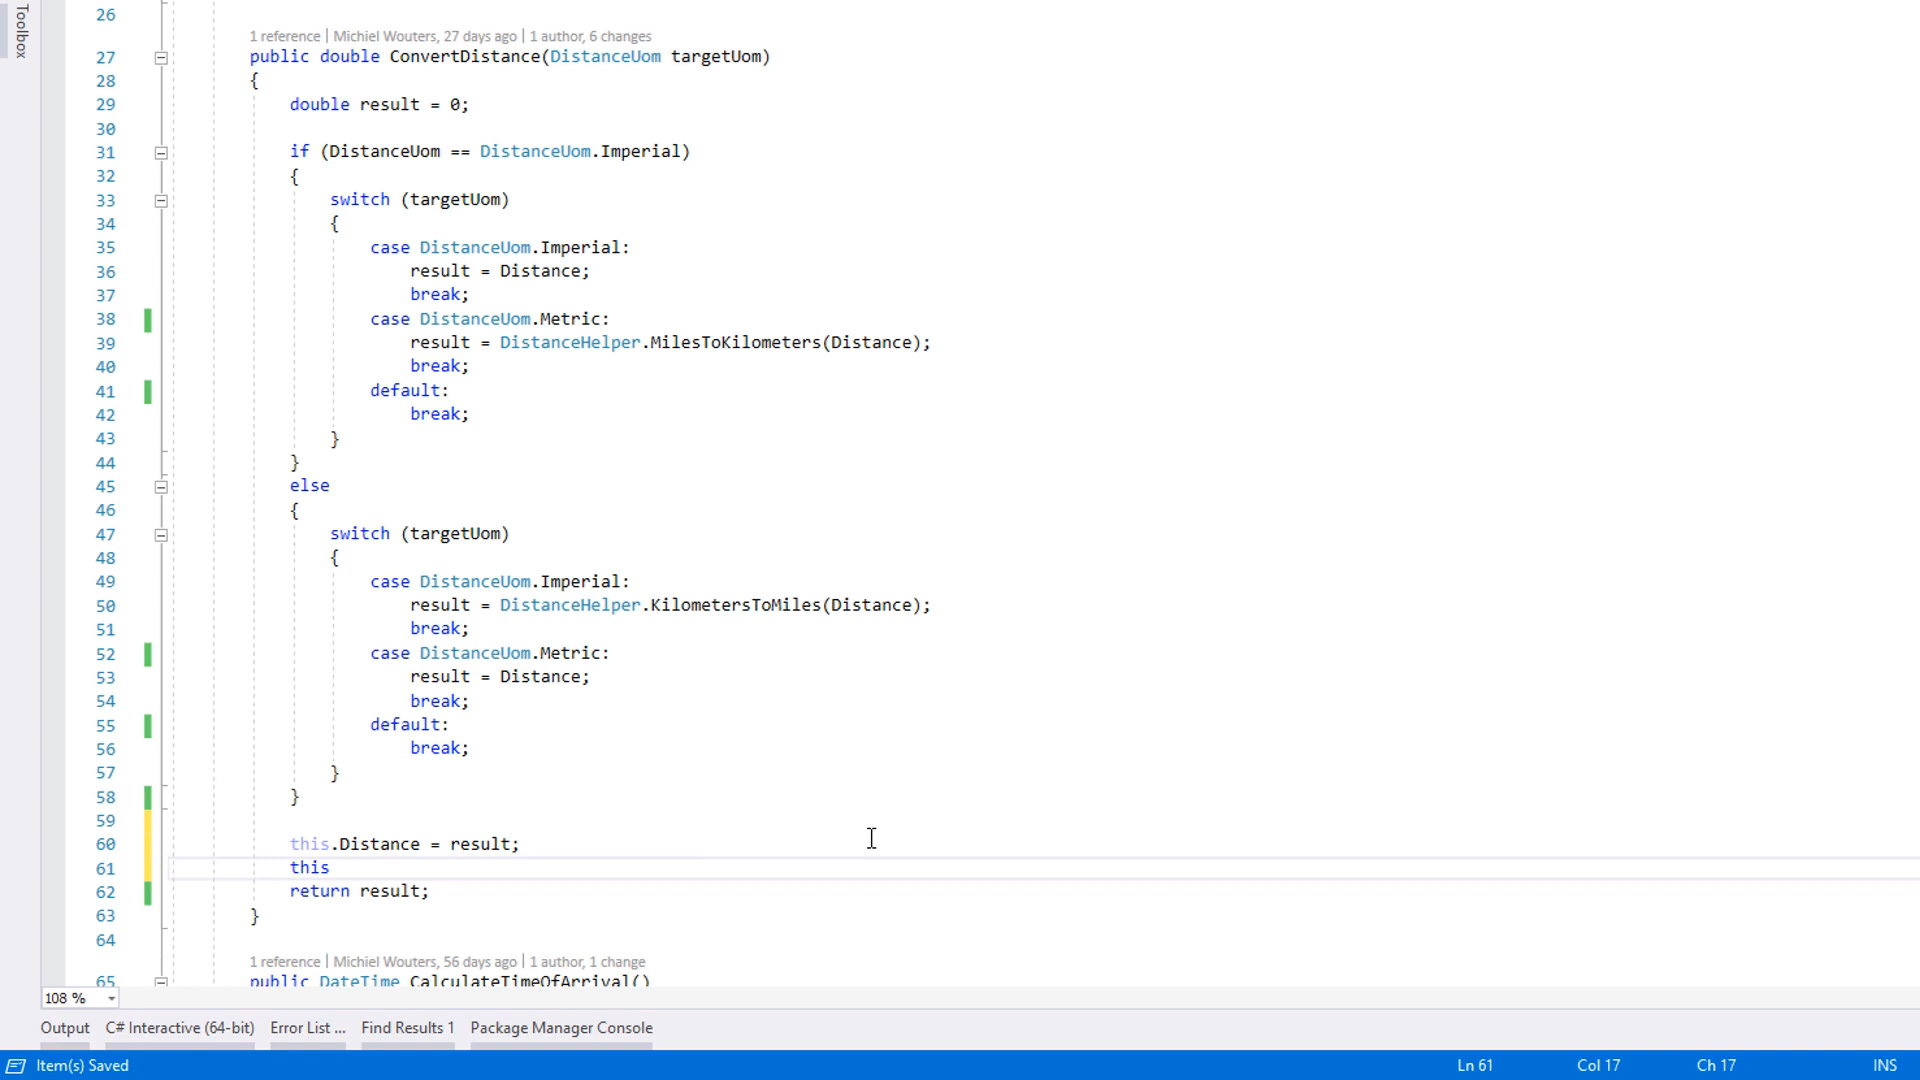 Toolbox
26
1 reference | Michiel Wouters, 27 days ago | 1 author, 6 changes
27 public double ConvertDistance(DistanceUom targetUom)
28 {
29 double result = 0;
30
31 if (DistanceUom == DistanceUom.Imperial)
32 {
33 switch (targetUom)
34 {
35 case DistanceUom.Imperial:
36 result = Distance;
37 break;
38 case DistanceUom.Metric:
39 result = DistanceHelper.MilesToKilometers(Distance);
40 break;
41 default:
42 break;
43 }
44 }
45 else
46 {
47 switch (targetUom)
48 {
49 case DistanceUom.Imperial:
50 result = DistanceHelper.KilometersToMiles(Distance);
51 break;
52 case DistanceUom.Metric:
53 result = Distance;
54 break;
55 default:
56 break;
57 }
58 }
59
60 this.Distance = result;
61 this
62 return result;
63 }
64
1 reference | Michiel Wouters, 56 days ago | 1 author, 1 change
65 public DateTime CalculateTimeOfArrival()
108 %
Output C# Interactive (64-bit) Error List ... Find Results 1 Package Manager Console
Item(s) Saved Ln 61 Col 17 Ch 17 INS